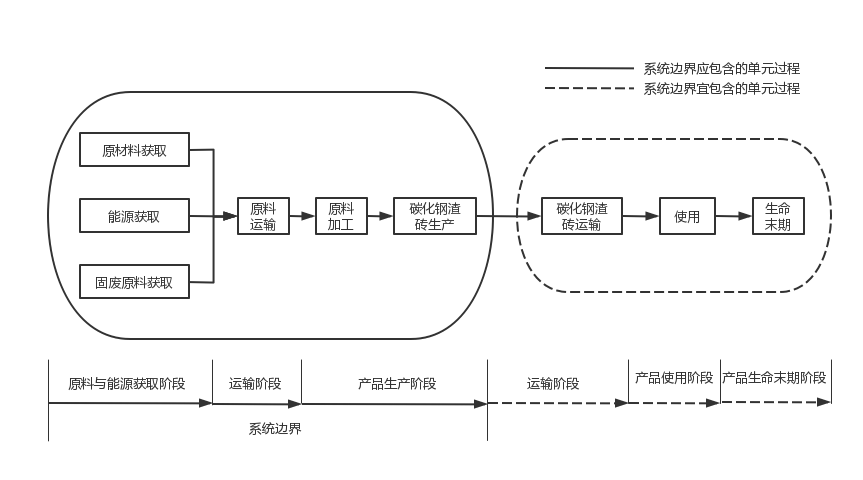 系统边界应包含的单元过程
系统边界宜包含的单元过程
原材料获取
能源获取
固废原料获取
原料
运输
原料
加工
碳化钢渣
砖生产
碳化钢渣
砖运输
使用
生命
末期
原料与能源获取阶段
运输阶段
产品生产阶段
运输阶段
产品使用阶段
产品生命末期阶段
系统边界